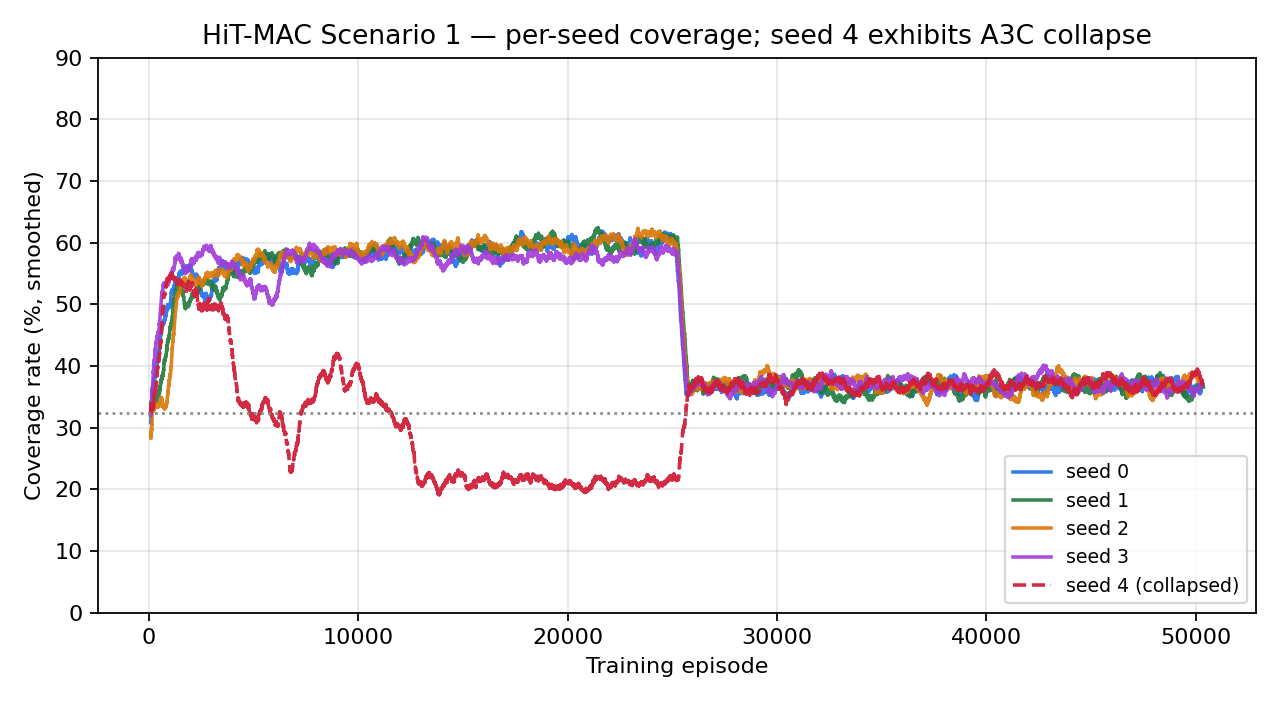 HiT-MAC Scenario 1 — per-seed coverage; seed 4 exhibits A3C collapse
Coverage rate (%, smoothed)
90
80
70
60
50
40
30
20
10
0
0 10000 20000 30000 40000 50000
Training episode
seed 0
seed 1
seed 2
seed 3
seed 4 (collapsed)